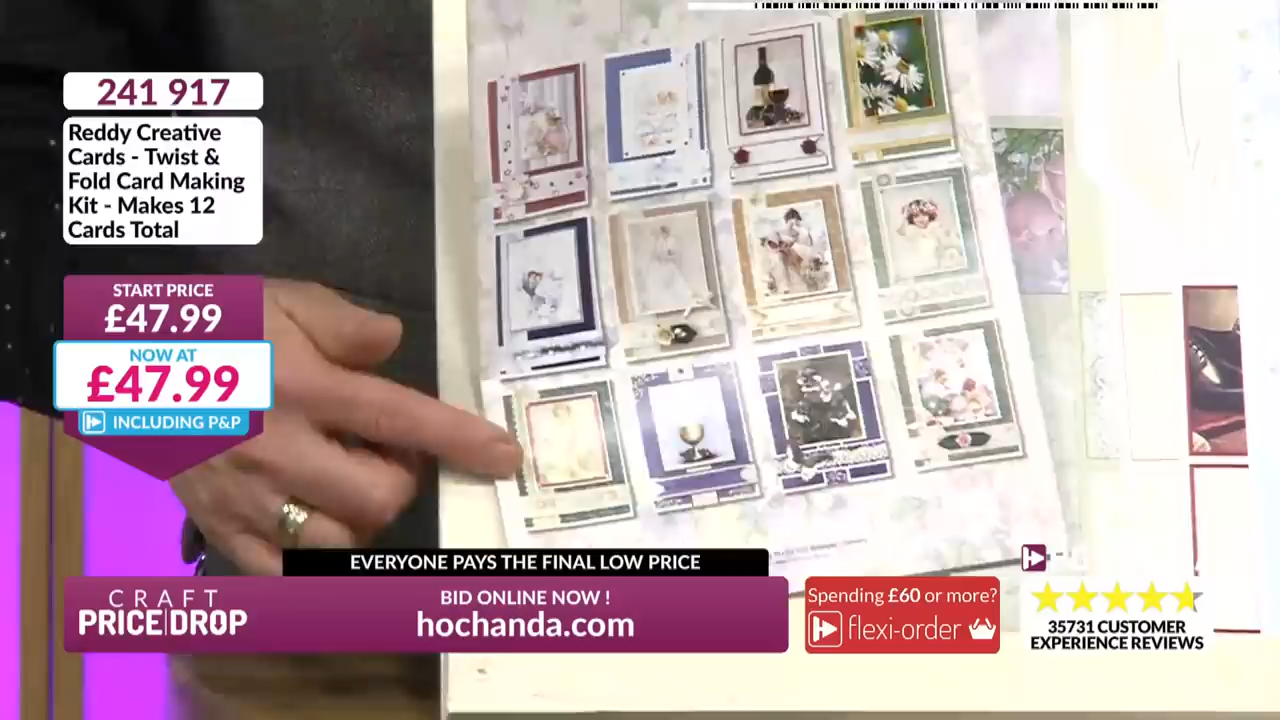 241 917
Reddy Creative
Cards - Twist &
Fold Card Making
Kit - Makes 12
Cards Total
START PRICE
£47.99
NOW AT
£47.99
INCLUDING P&P
EVERYONE PAYS THE FINAL LOW PRICE
CRAFT
PRICE DROP
BID ONLINE NOW !
hochanda.com
Spending £60 or more?
flexi-order
35731 CUSTOMER
EXPERIENCE REVIEWS